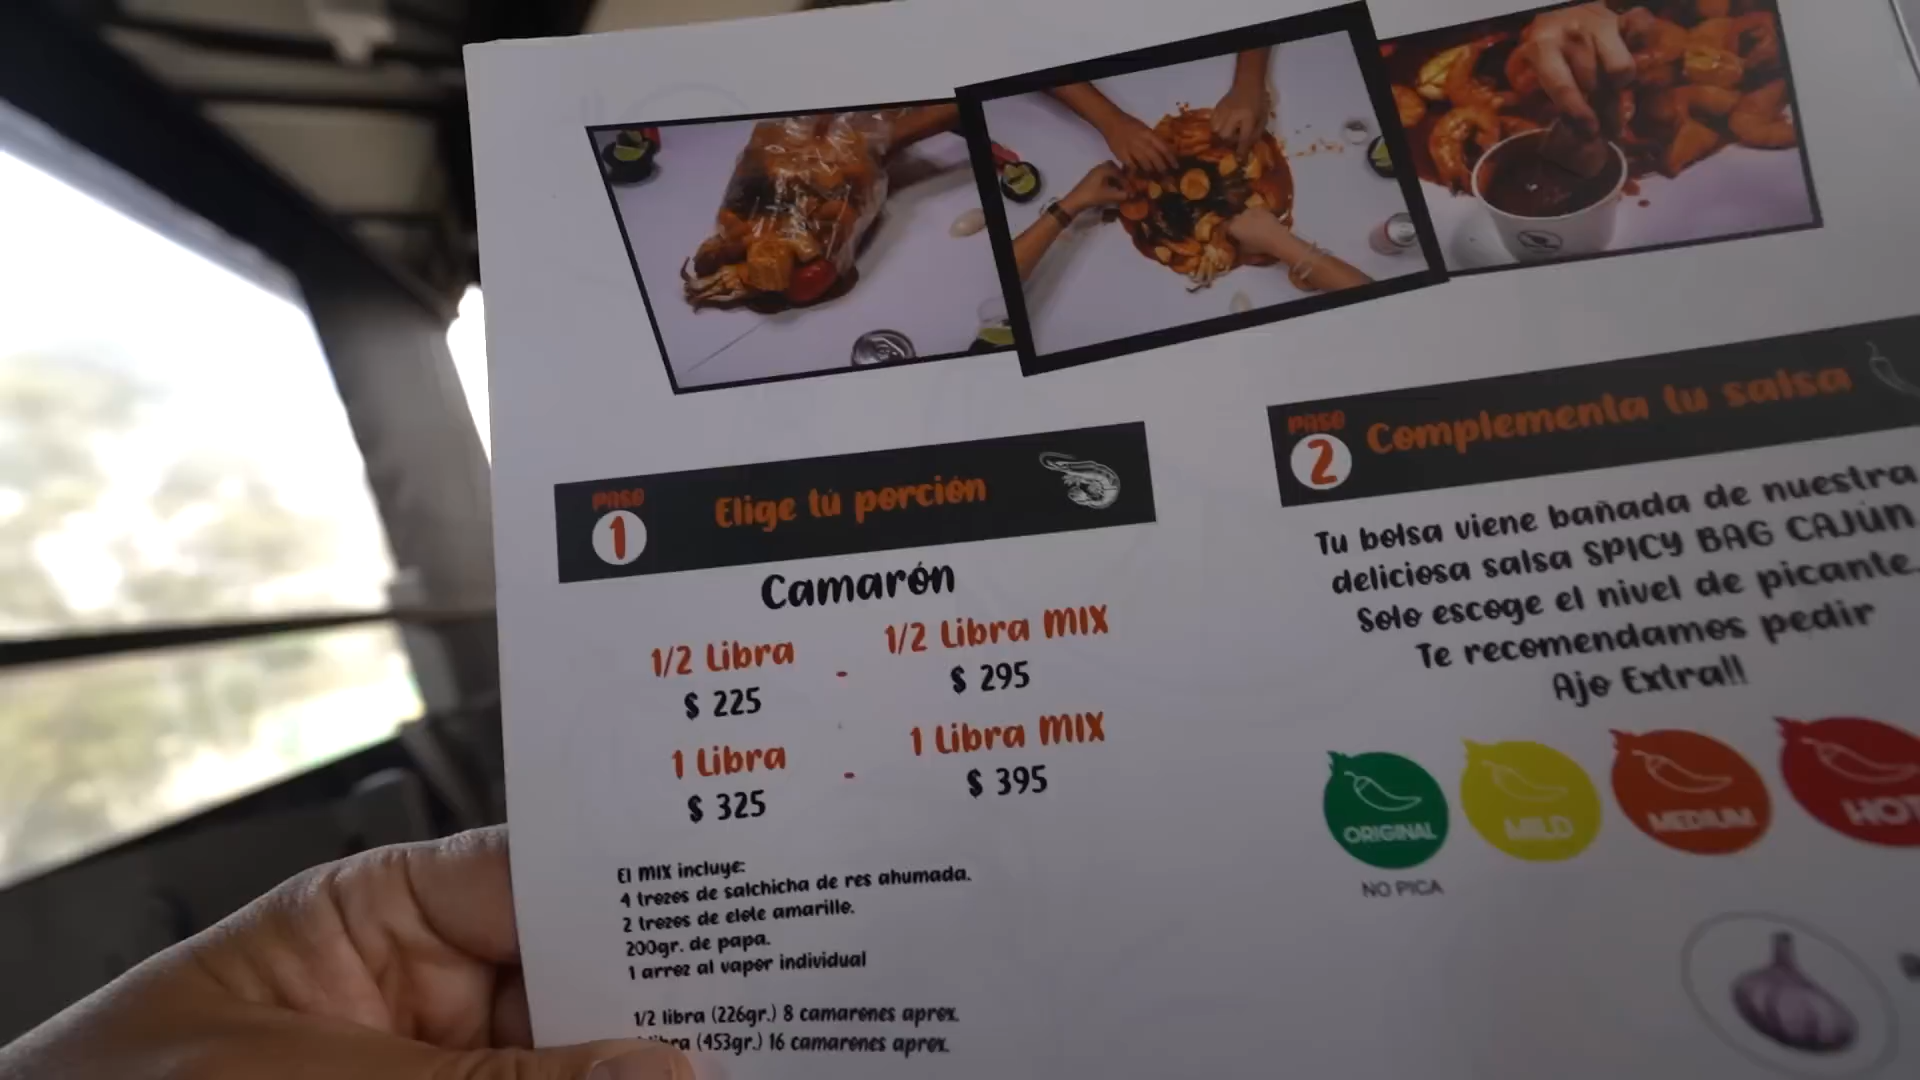 PASO
1
Elige tú porción
Camarón
1/2 Libra
$ 225
-
1/2 Libra MIX
$ 295
1 Libra
$ 325
-
1 Libra MIX
$ 395
El MIX incluye:
4 trozos de salchicha de res ahumada.
2 trozos de elote amarillo.
200gr. de papa.
1 arroz al vapor individual
1/2 libra (226gr.) 8 camarones aprox.
(453gr.) 16 camarones aprox.
PASO
2
Complementa tu salsa
Tu bolsa viene bañada de nuestra
deliciosa salsa SPICY BAG CAJÚN.
Solo escoge el nivel de picante.
Te recomendamos pedir
Ajo Extra!!
ORIGINAL
NO PICA
MILD
MEDIUM
HOT